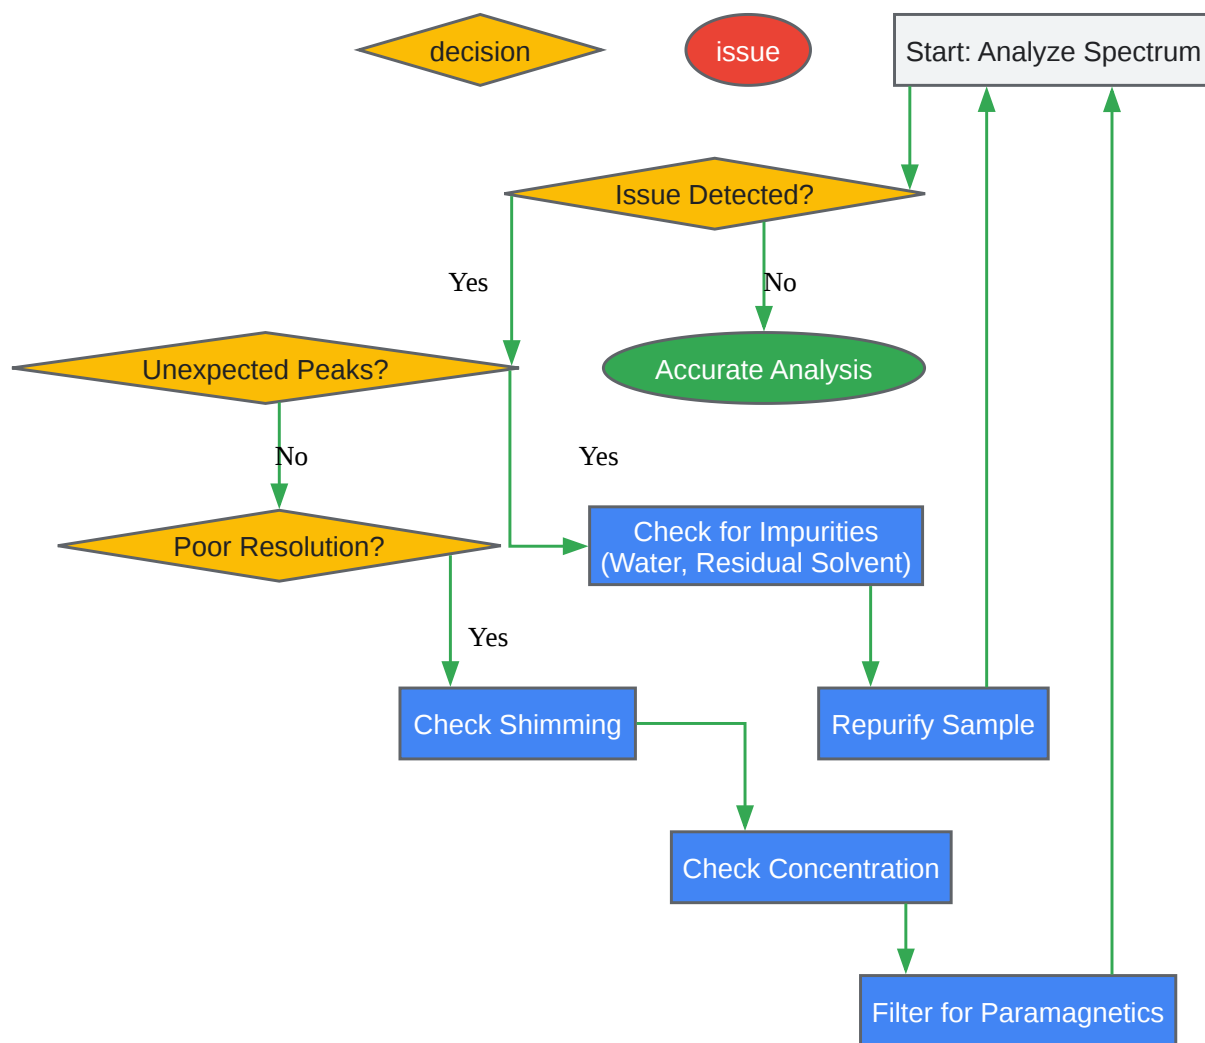 decision
issue
Start: Analyze Spectrum
Issue Detected?
Yes
No
Unexpected Peaks?
Accurate Analysis
No
Yes
Poor Resolution?
Check for Impurities
(Water, Residual Solvent)
Yes
Check Shimming
Repurify Sample
Check Concentration
Filter for Paramagnetics